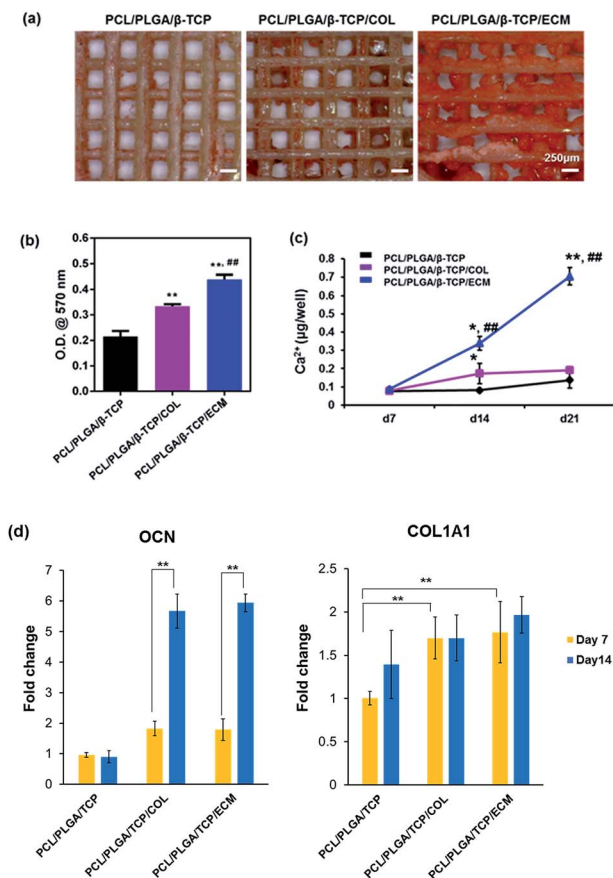 (a)
PCL/PLGA/β-TCP
PCL/PLGA/β-TCP/COL
PCL/PLGA/β-TCP/ECM
250μm
(b)
O.D. @ 570 nm
0.6
0.5
0.4
0.3
0.2
0.1
0.0
**
**, ##
PCL/PLGA/β-TCP
PCL/PLGA/β-TCP/COL
PCL/PLGA/β-TCP/ECM
(c)
Ca²⁺ (μg/well)
0.8
0.7
0.6
0.5
0.4
0.3
0.2
0.1
0
PCL/PLGA/β-TCP
PCL/PLGA/β-TCP/COL
PCL/PLGA/β-TCP/ECM
**, ##
*, ##
*
d7
d14
d21
(d)
OCN
Fold change
7
6
5
4
3
2
1
0
**
**
PCL/PLGA/TCP
PCL/PLGA/TCP/COL
PCL/PLGA/TCP/ECM
COL1A1
Fold change
2.5
2
1.5
1
0.5
0
**
**
PCL/PLGA/TCP
PCL/PLGA/TCP/COL
PCL/PLGA/TCP/ECM
Day 7
Day14